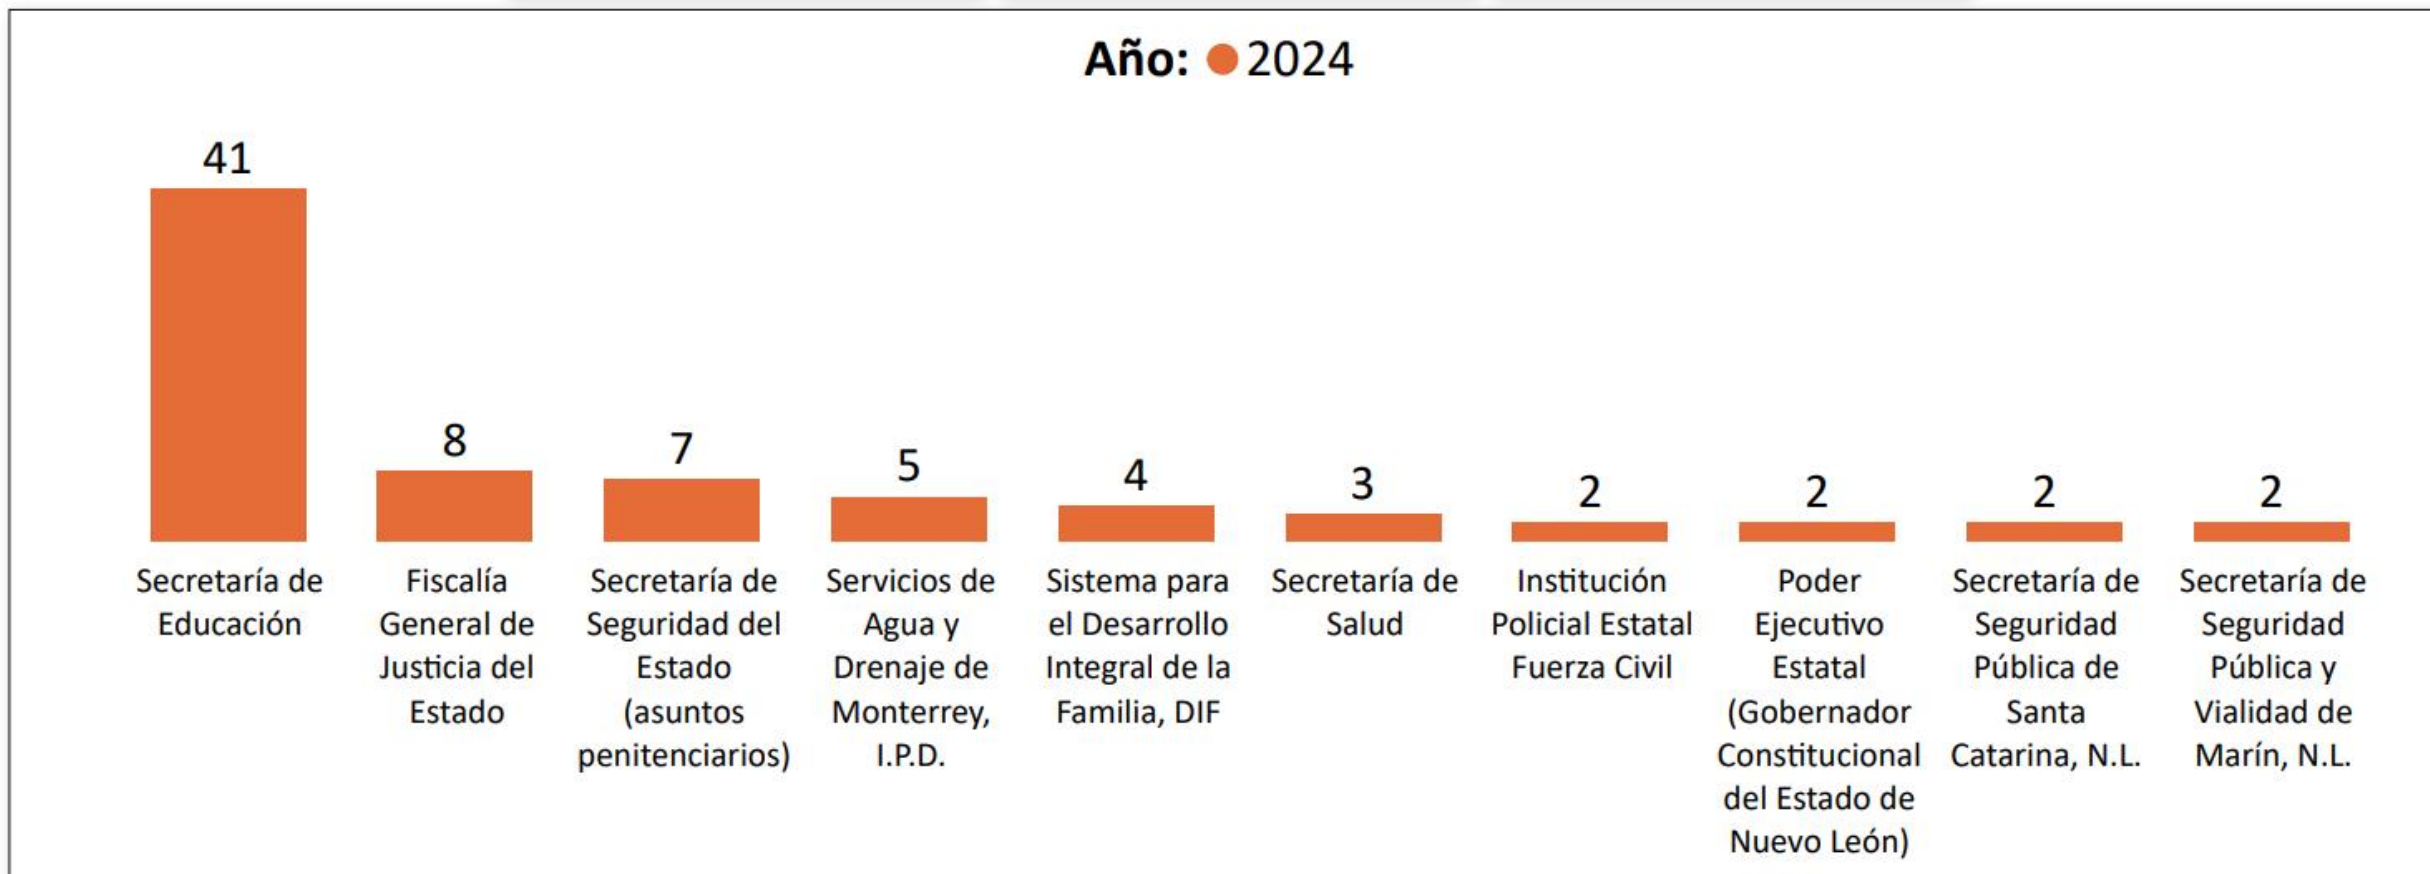 Año: 2024
41
8
7
5
4
3
2
2
2
2
Secretaría de
Educación
Fiscalía
General de
Justicia del
Estado
Secretaría de
Seguridad del
Estado
(asuntos
penitenciarios)
Servicios de
Agua y
Drenaje de
Monterrey,
I.P.D.
Sistema para
el Desarrollo
Integral de la
Familia, DIF
Secretaría de
Salud
Institución
Policial Estatal
Fuerza Civil
Poder
Ejecutivo
Estatal
(Gobernador
Constitucional
del Estado de
Nuevo León)
Secretaría de
Seguridad
Pública de
Santa
Catarina, N.L.
Secretaría de
Seguridad
Pública y
Vialidad de
Marín, N.L.